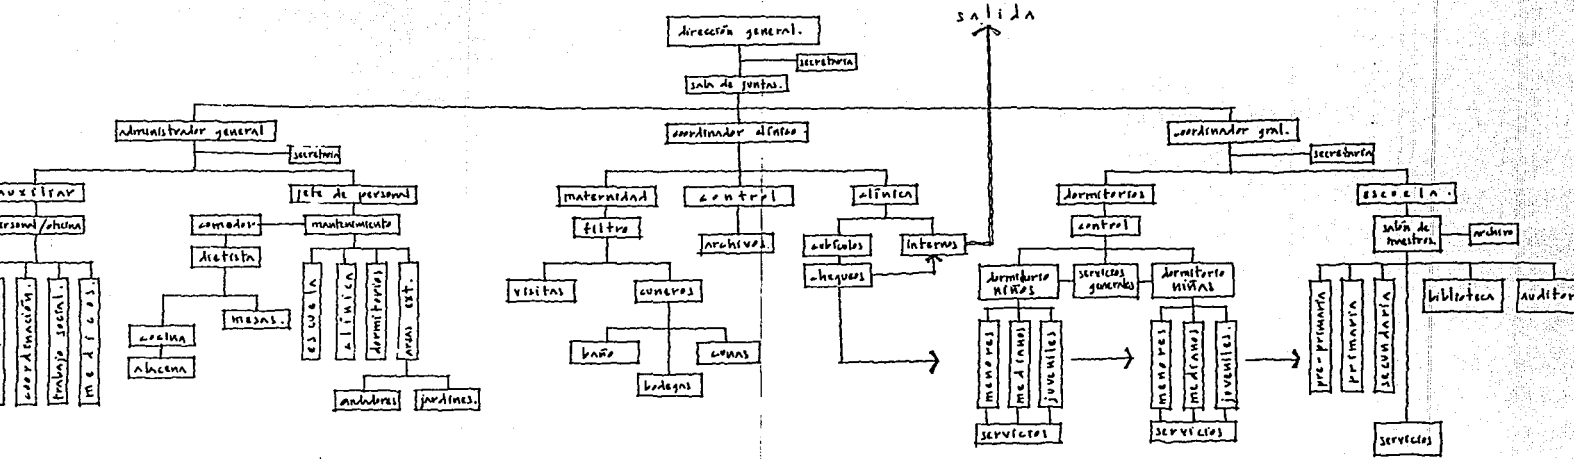 salida
dirección general.
secretaria
sala de juntas.
administrador general
coordinador clínico
coordinador gral.
secretaria
secretaria
auxiliar
jefe de personal
maternidad
control
clínica
dormitorios
escuela.
personal/oficina
comedor
mantenimiento
filtro
archivos.
cubículos
internos
control
salón de
maestros.
archivo
dietista
visitas
cuneros
chequeos
dormitorio
niños
servicios
generales
dormitorio
niñas
biblioteca
coordinación.
trabajo social.
medicos.
cocina
mesas.
alacena
escuela
clínica
dormitorios
areas ext.
andadores
jardines.
baño
cunas
bodegas
menores
medianos
juveniles
servicios
menores
medianos
juveniles.
servicios
pre-primaria
primaria
secundaria
servicios